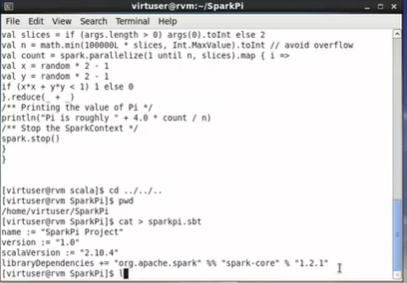 virtuser@rvm:~/SparkPi
File Edit View Search Terminal Help
val slices = if (args.length > 0) args(0).toInt else 2
val n = math.min(100000L * slices, Int.MaxValue).toInt // avoid overflow
val count = spark.parallelize(1 until n, slices).map { i =>
val x = random * 2 - 1
val y = random * 2 - 1
if (x*x + y*y < 1) 1 else 0
}.reduce(_ + _)
/** Printing the value of Pi */
println("Pi is roughly " + 4.0 * count / n)
/** Stop the SparkContext */
spark.stop()
}
}
[virtuser@rvm scala]$ cd ../../..
[virtuser@rvm SparkPi]$ pwd
/home/virtuser/SparkPi
[virtuser@rvm SparkPi]$ cat > sparkpi.sbt
name := "SparkPi Project"
version := "1.0"
scalaVersion := "2.10.4"
libraryDependencies += "org.apache.spark" %% "spark-core" % "1.2.1"
[virtuser@rvm SparkPi]$ l